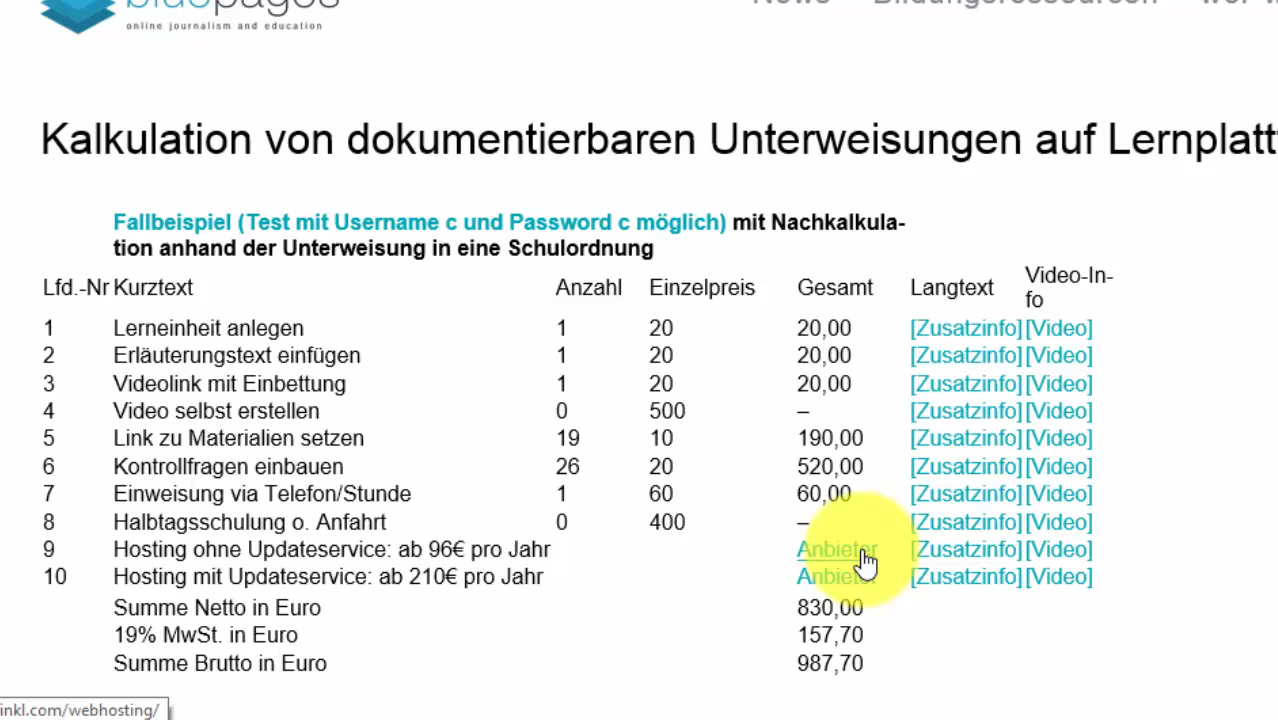 bluepages
online journalism and education
News Bildungsressourcen
Kalkulation von dokumentierbaren Unterweisungen auf Lernplatt
Fallbeispiel (Test mit Username c und Password c möglich) mit Nachkalkula-
tion anhand der Unterweisung in eine Schulordnung
Lfd.-Nr Kurztext Anzahl Einzelpreis Gesamt Langtext Video-In-
fo
1 Lerneinheit anlegen 1 20 20,00 [Zusatzinfo] [Video]
2 Erläuterungstext einfügen 1 20 20,00 [Zusatzinfo] [Video]
3 Videolink mit Einbettung 1 20 20,00 [Zusatzinfo] [Video]
4 Video selbst erstellen 0 500 – [Zusatzinfo] [Video]
5 Link zu Materialien setzen 19 10 190,00 [Zusatzinfo] [Video]
6 Kontrollfragen einbauen 26 20 520,00 [Zusatzinfo] [Video]
7 Einweisung via Telefon/Stunde 1 60 60,00 [Zusatzinfo] [Video]
8 Halbtagsschulung o. Anfahrt 0 400 – [Zusatzinfo] [Video]
9 Hosting ohne Updateservice: ab 96€ pro Jahr Anbieter [Zusatzinfo] [Video]
10 Hosting mit Updateservice: ab 210€ pro Jahr Anbieter [Zusatzinfo] [Video]
Summe Netto in Euro 830,00
19% MwSt. in Euro 157,70
Summe Brutto in Euro 987,70
inkl.com/webhosting/